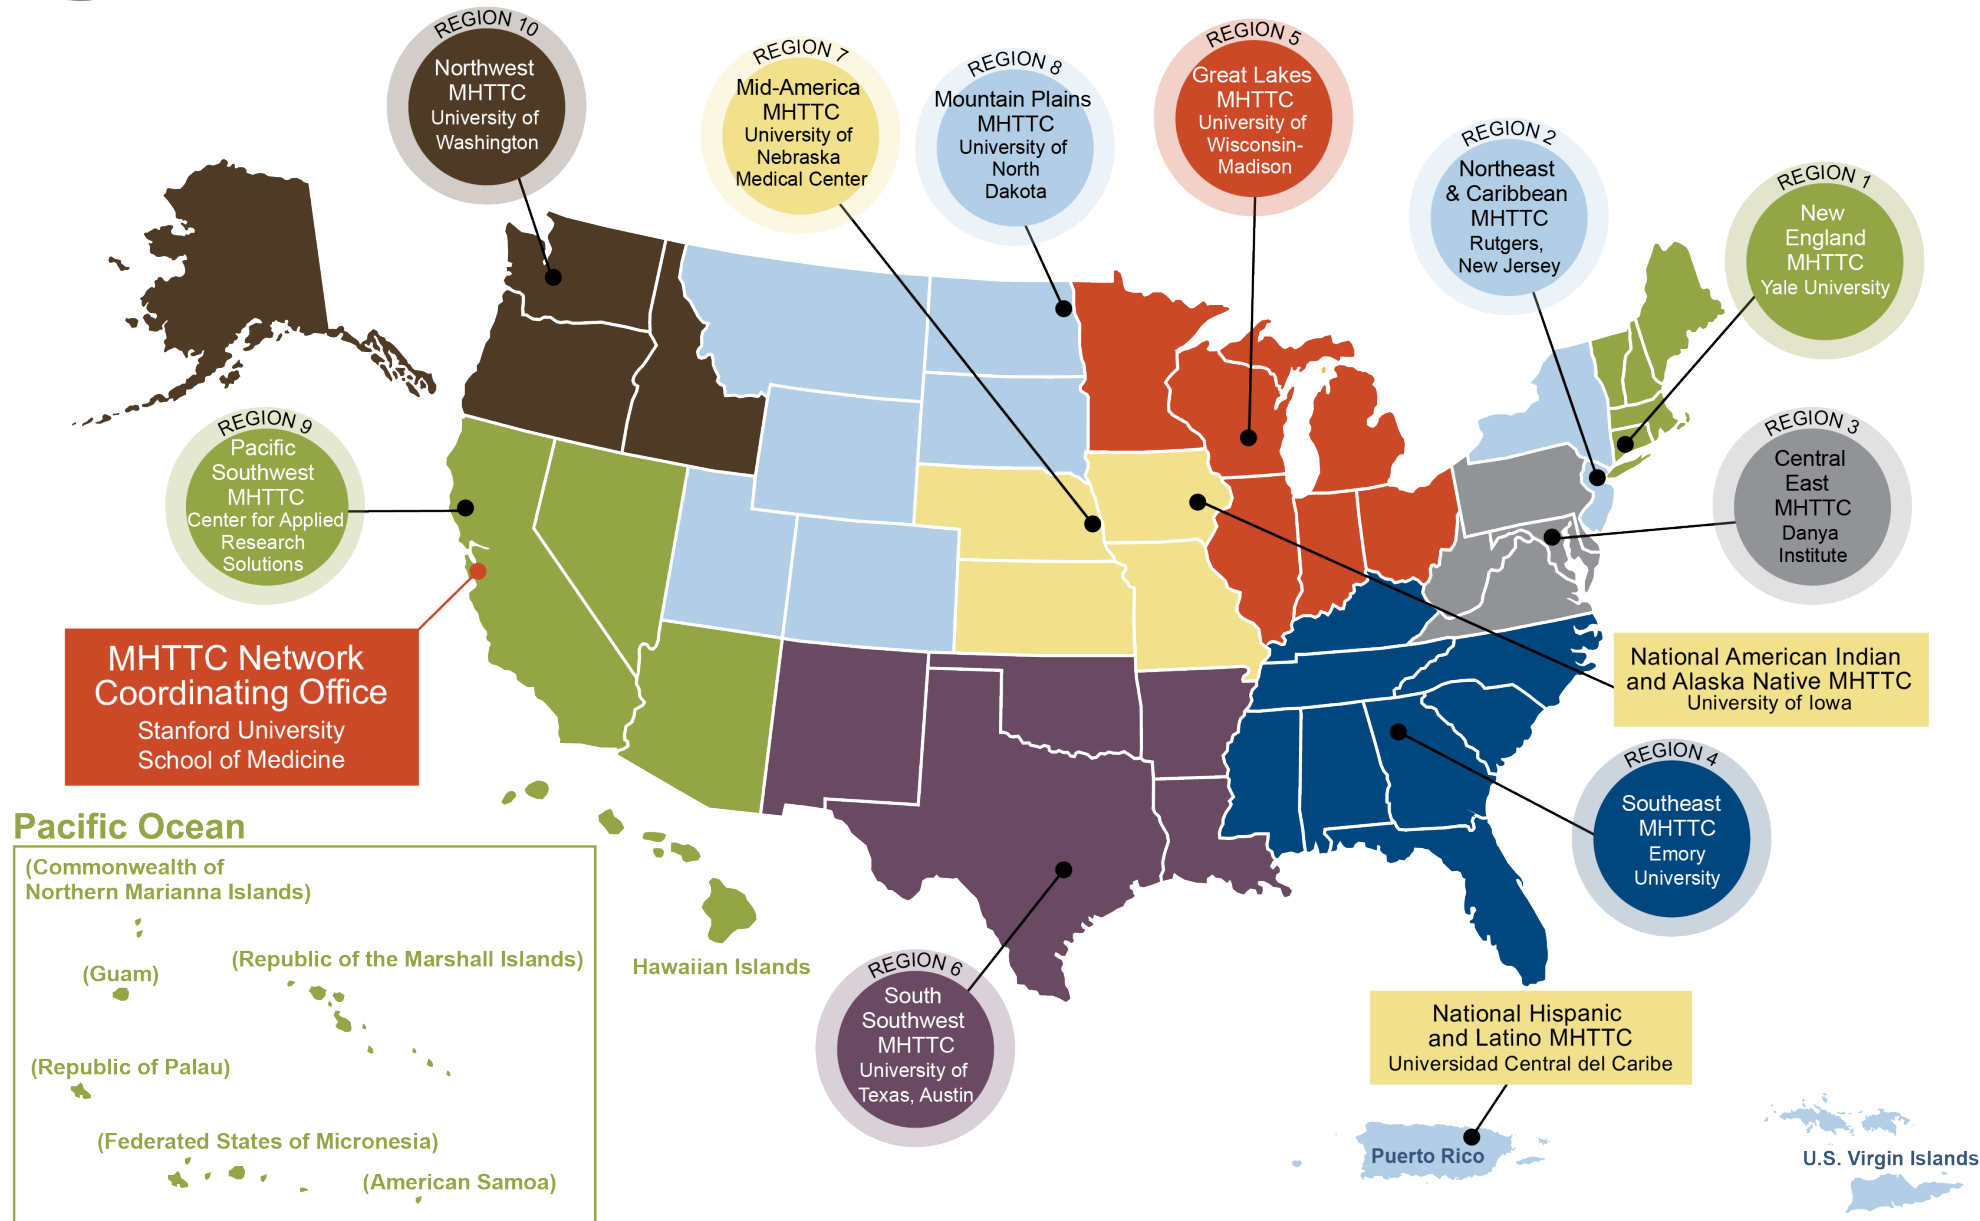 REGION 10
Northwest
MHTTC
University of
Washington
REGION 7
Mid-America
MHTTC
University of
Nebraska
Medical Center
REGION 8
Mountain Plains
MHTTC
University of
North
Dakota
REGION 5
Great Lakes
MHTTC
University of
Wisconsin-
Madison
REGION 2
Northeast
& Caribbean
MHTTC
Rutgers,
New Jersey
REGION 1
New
England
MHTTC
Yale University
REGION 9
Pacific
Southwest
MHTTC
Center for Applied
Research
Solutions
REGION 3
Central
East
MHTTC
Danya
Institute
MHTTC Network
Coordinating Office
Stanford University
School of Medicine
National American Indian
and Alaska Native MHTTC
University of Iowa
REGION 4
Southeast
MHTTC
Emory
University
Pacific Ocean
(Commonwealth of
Northern Marianna Islands)
(Guam)
(Republic of the Marshall Islands)
(Republic of Palau)
(Federated States of Micronesia)
(American Samoa)
Hawaiian Islands
REGION 6
South
Southwest
MHTTC
University of
Texas, Austin
National Hispanic
and Latino MHTTC
Universidad Central del Caribe
Puerto Rico
U.S. Virgin Islands